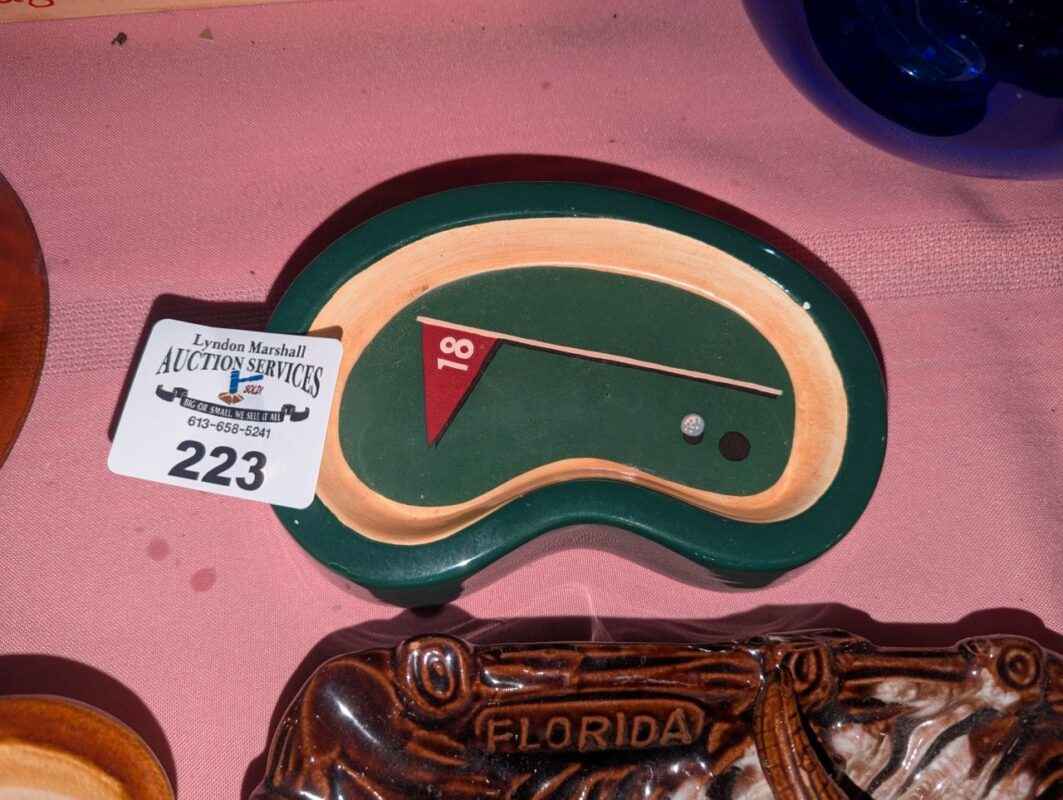 Lyndon Marshall
AUCTION SERVICES
SOLD!
BIG OR SMALL, WE SELL IT ALL
613-658-5241
223
18
FLORIDA